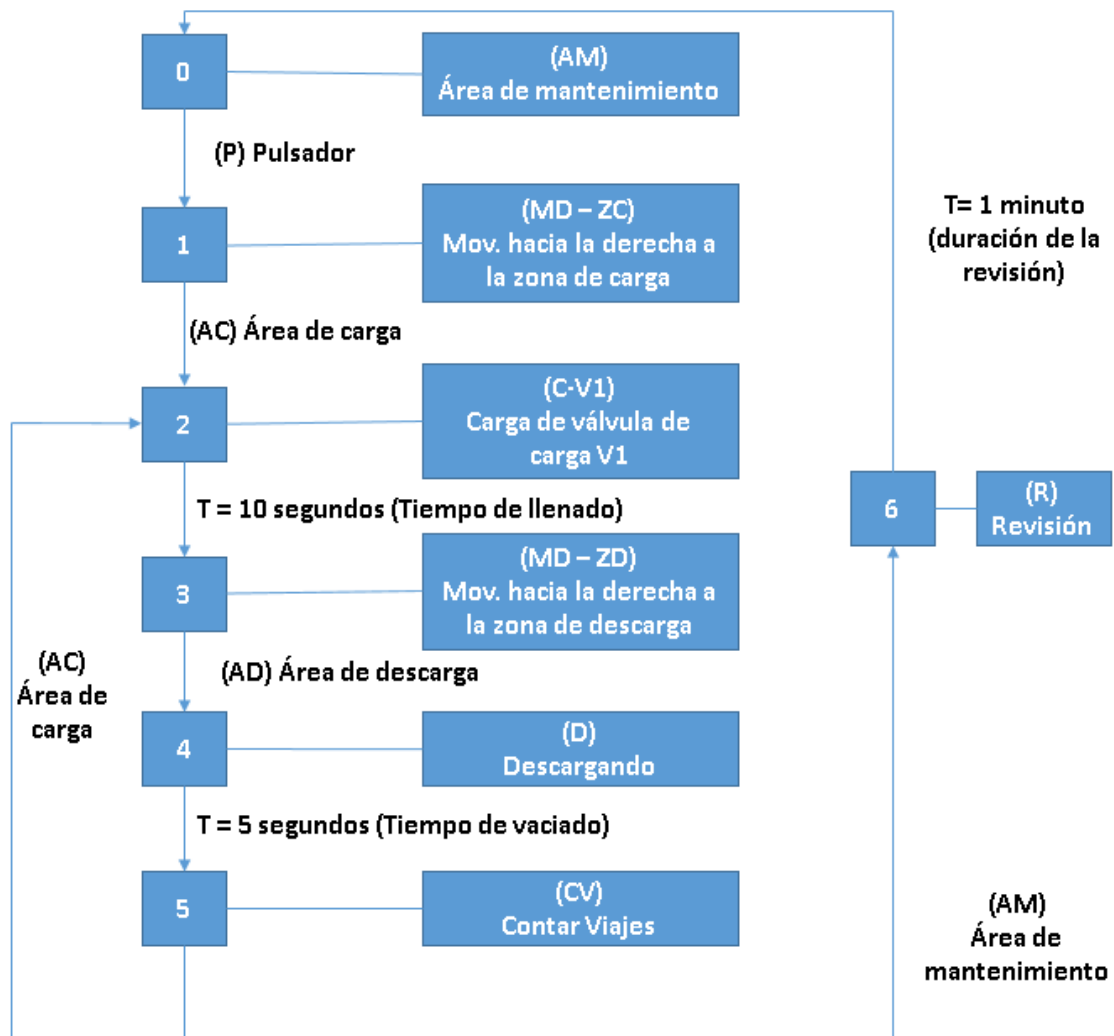 0
(AM)
Área de mantenimiento
(P) Pulsador
1
(MD – ZC)
Mov. hacia la derecha a
la zona de carga
T= 1 minuto
(duración de la
revisión)
(AC) Área de carga
2
(C-V1)
Carga de válvula de
carga V1
T = 10 segundos (Tiempo de llenado)
6
(R)
Revisión
3
(MD – ZD)
Mov. hacia la derecha a
la zona de descarga
(AC)
Área de
carga
(AD) Área de descarga
4
(D)
Descargando
T = 5 segundos (Tiempo de vaciado)
5
(CV)
Contar Viajes
(AM)
Área de
mantenimiento